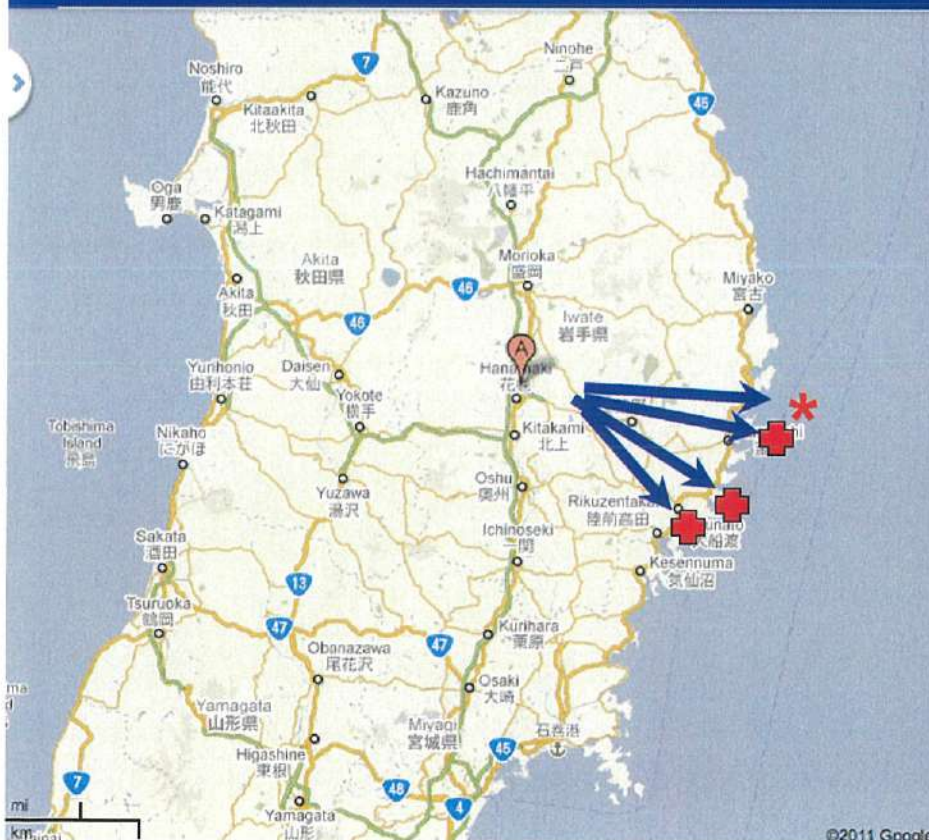 Ninohe
二戸
7
Noshiro
能代
Kazuno
鹿角
Kitaakita
北秋田
45
Hachimantai
八幡平
Oga
男鹿
Katagami
潟上
Akita
秋田県
Morioka
盛岡
Akita
秋田
46
Miyako
宮古
46
Iwate
岩手県
A
Yurihonjo
由利本荘
Daisen
大仙
Yokote
横手
Tobishima
Island
飛島
Nikaho
にかほ
Kitakami
北上
*
Yuzawa
湯沢
Oshu
奥州
Rikuzentaka
陸前高田
大船渡
Ichinoseki
一関
Sakata
酒田
Kesennuma
気仙沼
13
Tsuruoka
鶴岡
47
47
Kurihara
栗原
Obanazawa
尾花沢
Osaki
大崎
Yamagata
山形県
Miyagi
宮城県
石巻港
Higashine
東根
45
7
48
4
mi
km
Yamagata
山形
©2011 Google